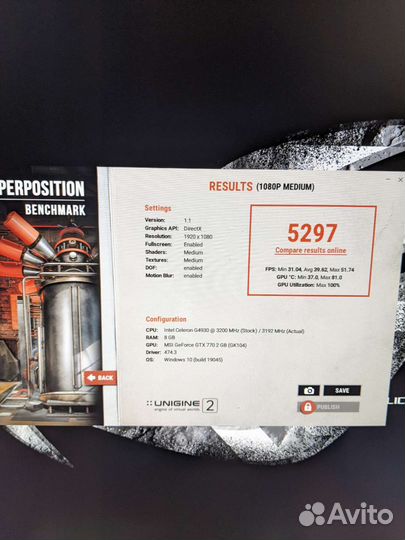 PERPOSITION
BENCHMARK
RESULTS (1080P MEDIUM)
Settings
Version: 1.1
Graphics API: DirectX
Resolution: 1920 x 1080
Fullscreen: Enabled
Shaders: Medium
Textures: Medium
DOF: enabled
Motion Blur: enabled
5297
Compare results online
FPS: Min 31.04, Avg 39.62, Max 51.74
GPU °C: Min 37.0, Max 81.0
GPU Utilization: Max 100%
Configuration
CPU: Intel Celeron G4930 @ 3200 MHz (Stock) / 3192 MHz (Actual)
RAM: 8 GB
GPU: MSI GeForce GTX 770 2 GB (GK104)
Driver: 474.3
OS: Windows 10 (build 19045)
BACK
SAVE
PUBLISH
UNIGINE 2
engine of virtual worlds
Avito